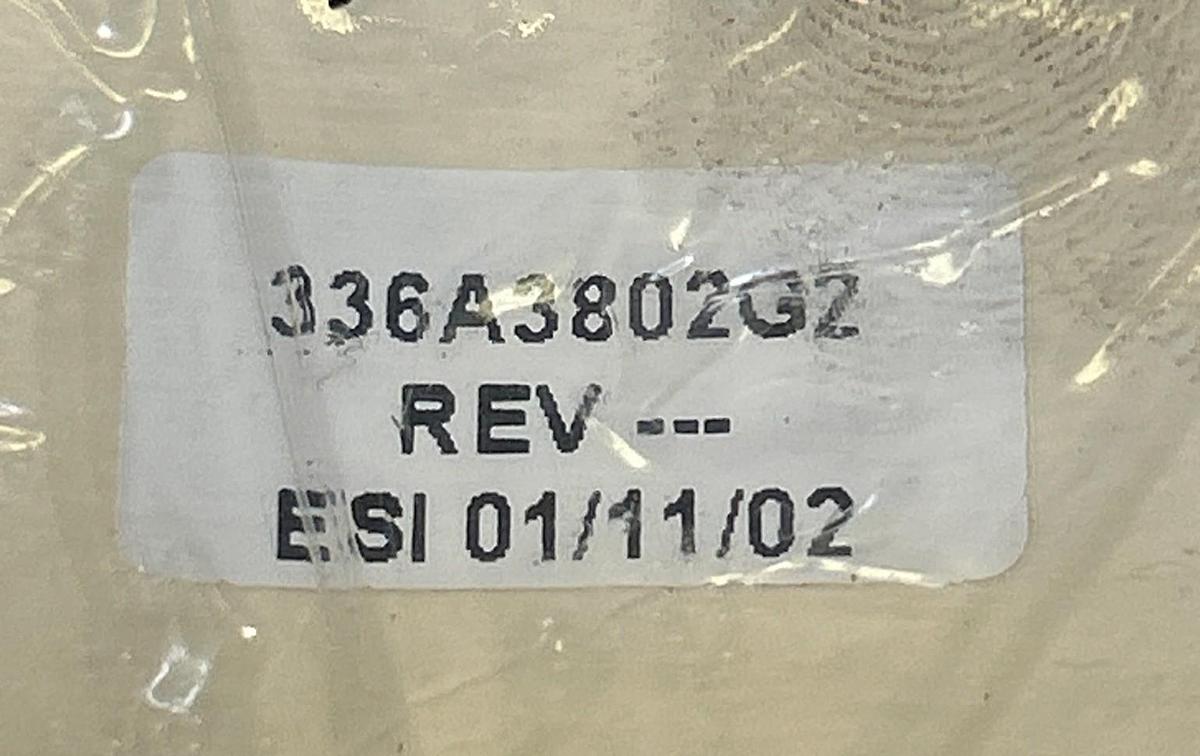 336A3802G2
REV ---
ESI 01/11/02